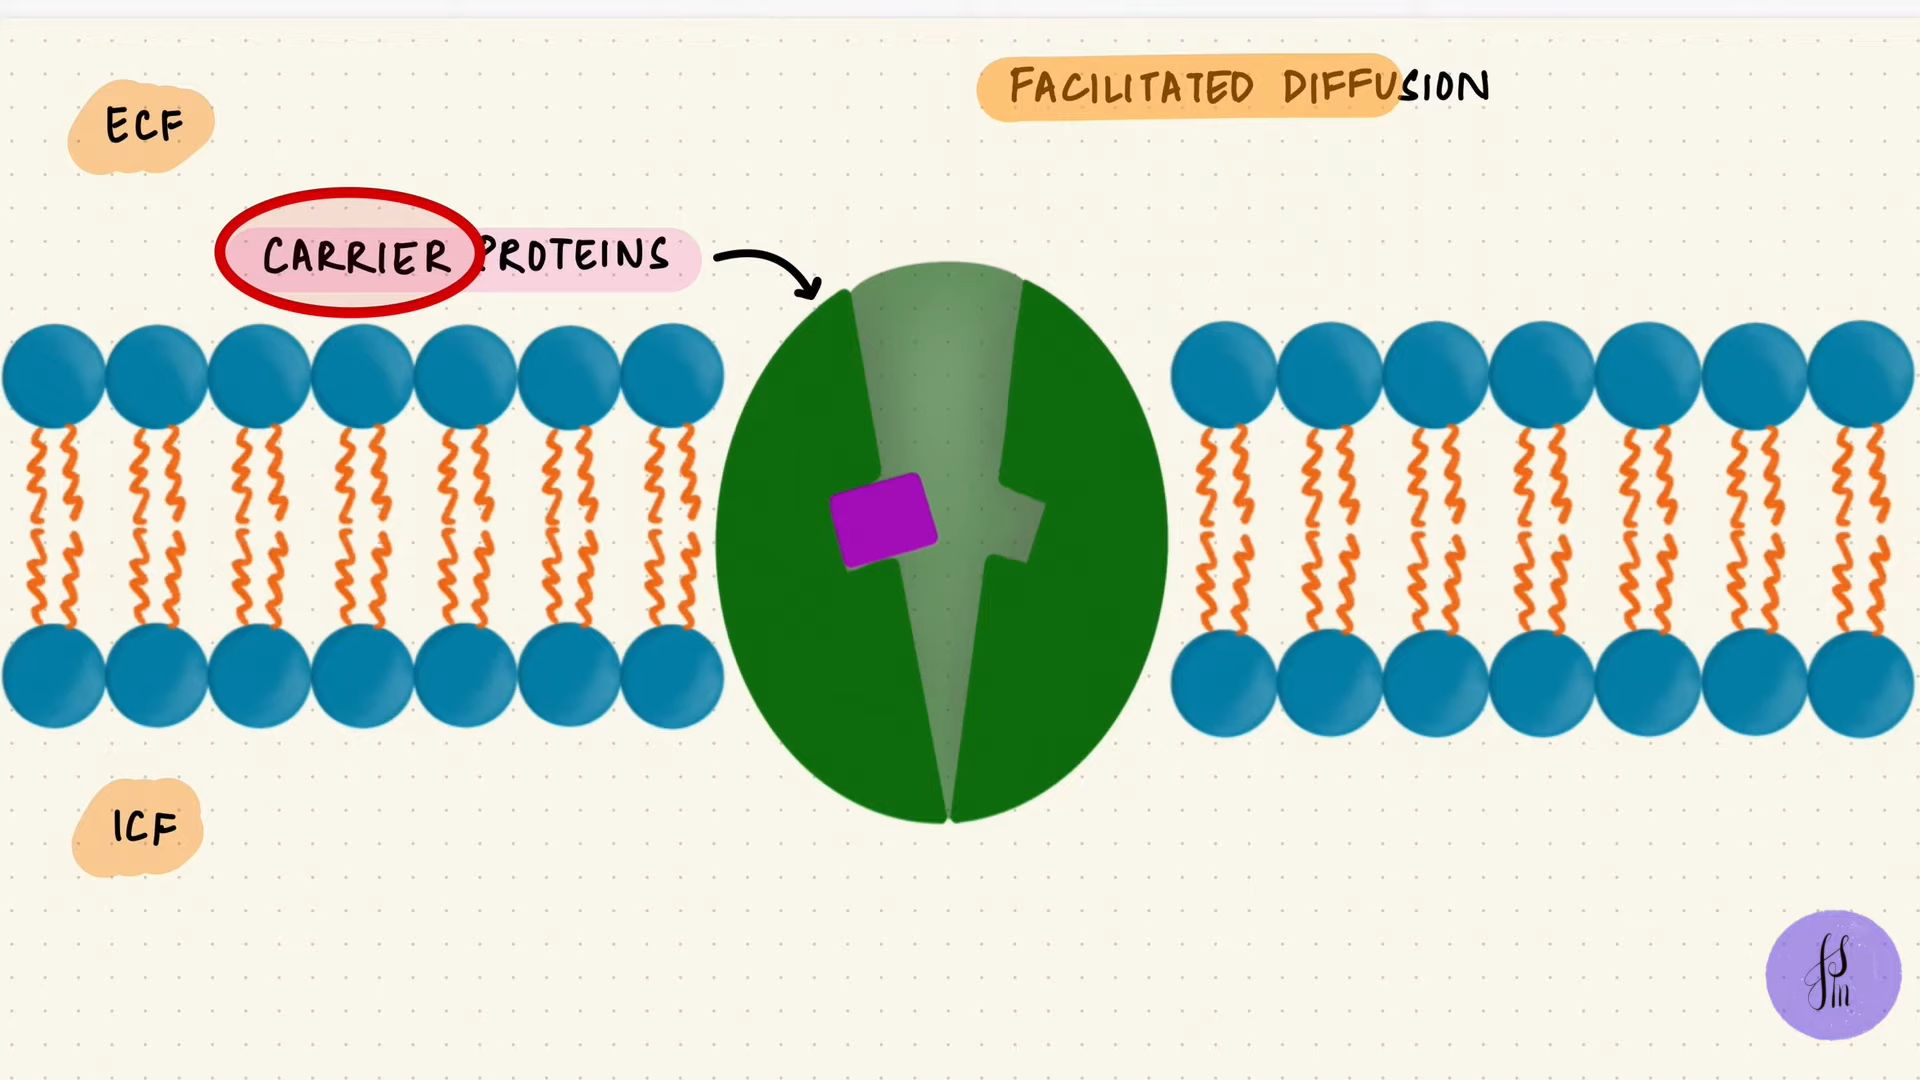 FACILITATED DIFFUSION
ECF
CARRIER PROTEINS
ICF